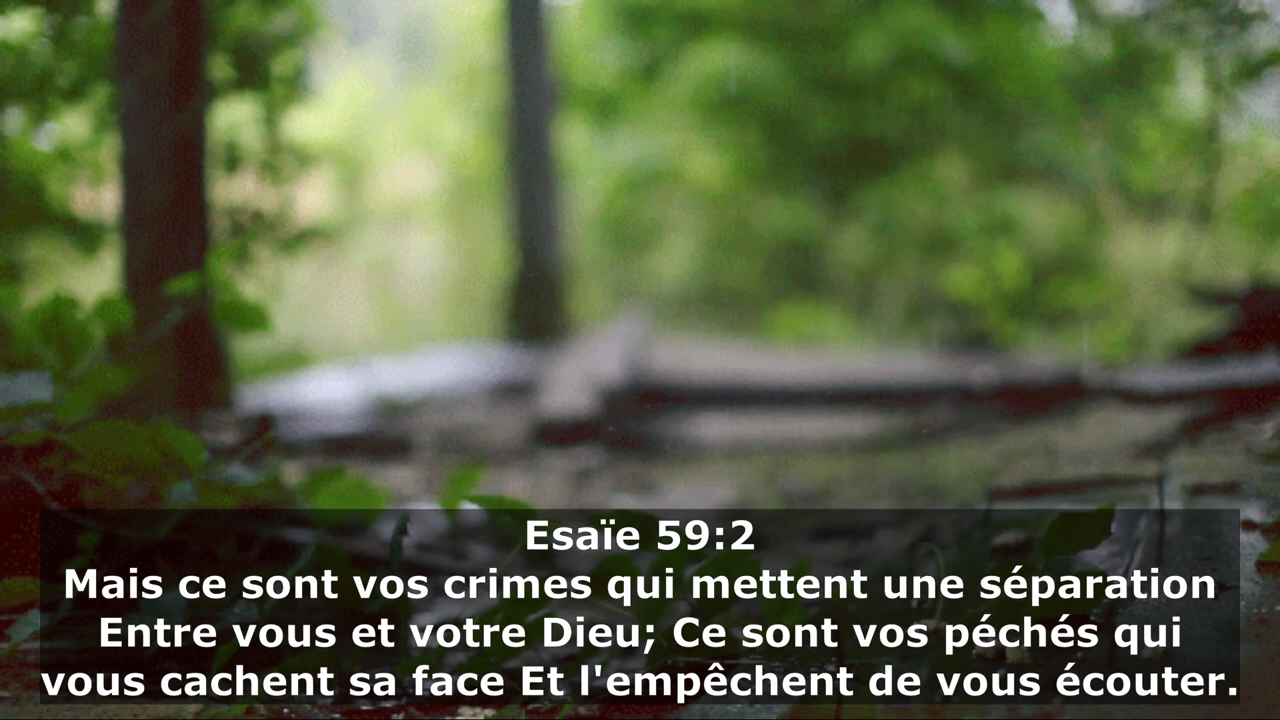 Esaïe 59:2
Mais ce sont vos crimes qui mettent une séparation
Entre vous et votre Dieu; Ce sont vos péchés qui
vous cachent sa face Et l'empêchent de vous écouter.